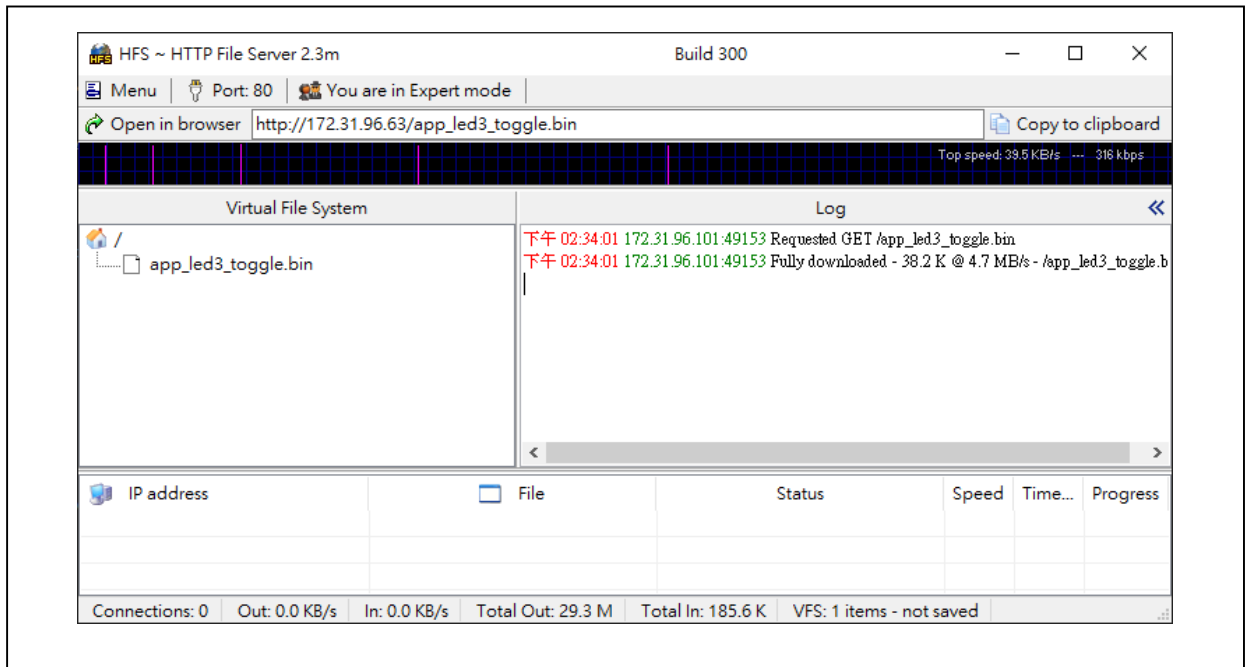 HFS ~ HTTP File Server 2.3m Build 300
Menu Port: 80 You are in Expert mode
Open in browser http://172.31.96.63/app_led3_toggle.bin Copy to clipboard
Top speed: 39.5 KB/s --- 316 kbps
Virtual File System
/
app_led3_toggle.bin
Log
下午 02:34:01 172.31.96.101:49153 Requested GET /app_led3_toggle.bin
下午 02:34:01 172.31.96.101:49153 Fully downloaded - 38.2 K @ 4.7 MB/s - /app_led3_toggle.b
IP address File Status Speed Time... Progress
Connections: 0 Out: 0.0 KB/s In: 0.0 KB/s Total Out: 29.3 M Total In: 185.6 K VFS: 1 items - not saved